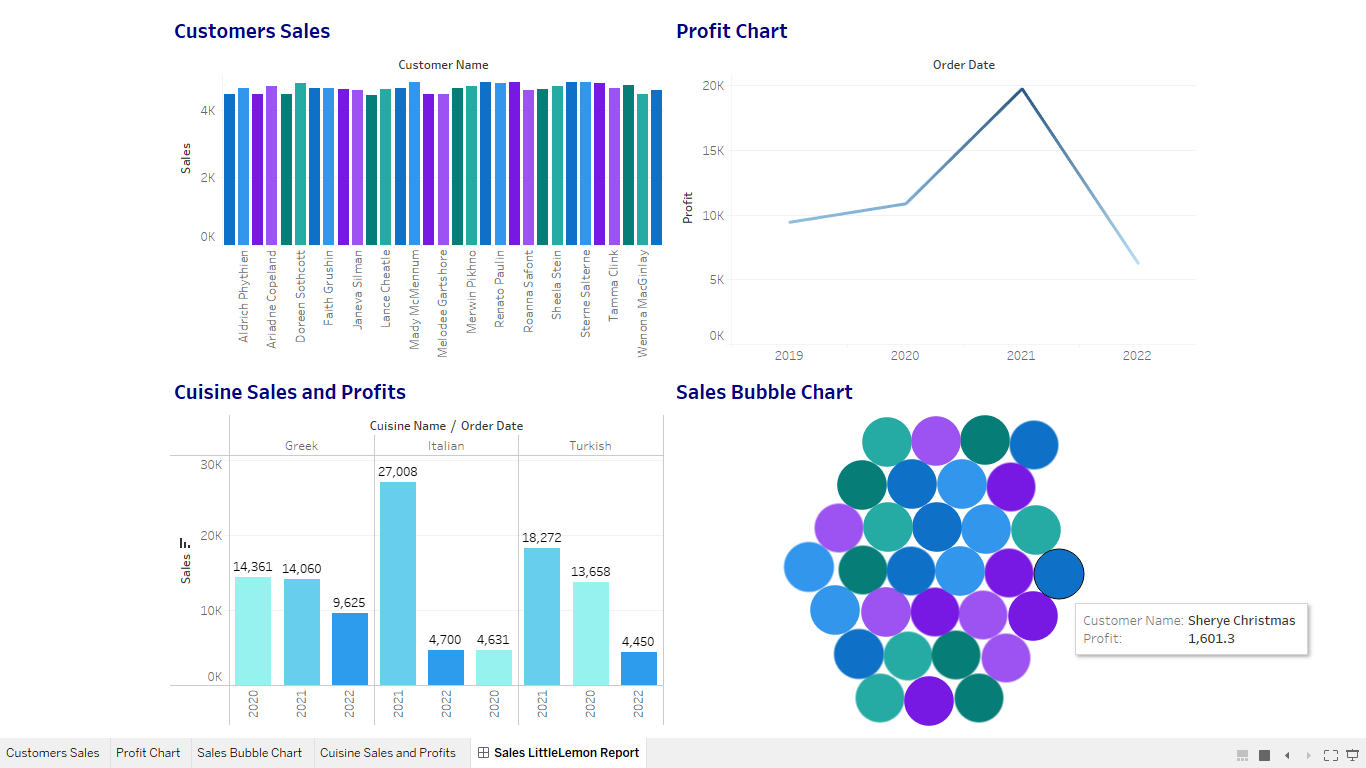 Customers Sales
Customer Name
Sales
4K
2K
0K
Aldrich Phythien
Ariadne Copeland
Doreen Sothcott
Faith Grushin
Janeva Silman
Lance Cheatle
Mady McMennum
Melodee Gartshore
Merwin Pikhno
Renato Paulin
Roanna Safont
Sheela Stein
Sterne Salterne
Tamma Clink
Wenona MacGinlay
Profit Chart
Order Date
Profit
20K
15K
10K
5K
0K
2019 2020 2021 2022
Cuisine Sales and Profits
Cuisine Name / Order Date
Greek Italian Turkish
Sales
30K
20K
10K
0K
14,361 14,060 9,625 27,008 4,700 4,631 18,272 13,658 4,450
2020 2021 2022 2021 2022 2020 2021 2020 2022
Sales Bubble Chart
Customer Name: Sherye Christmas
Profit: 1,601.3
Customers Sales Profit Chart Sales Bubble Chart Cuisine Sales and Profits Sales LittleLemon Report